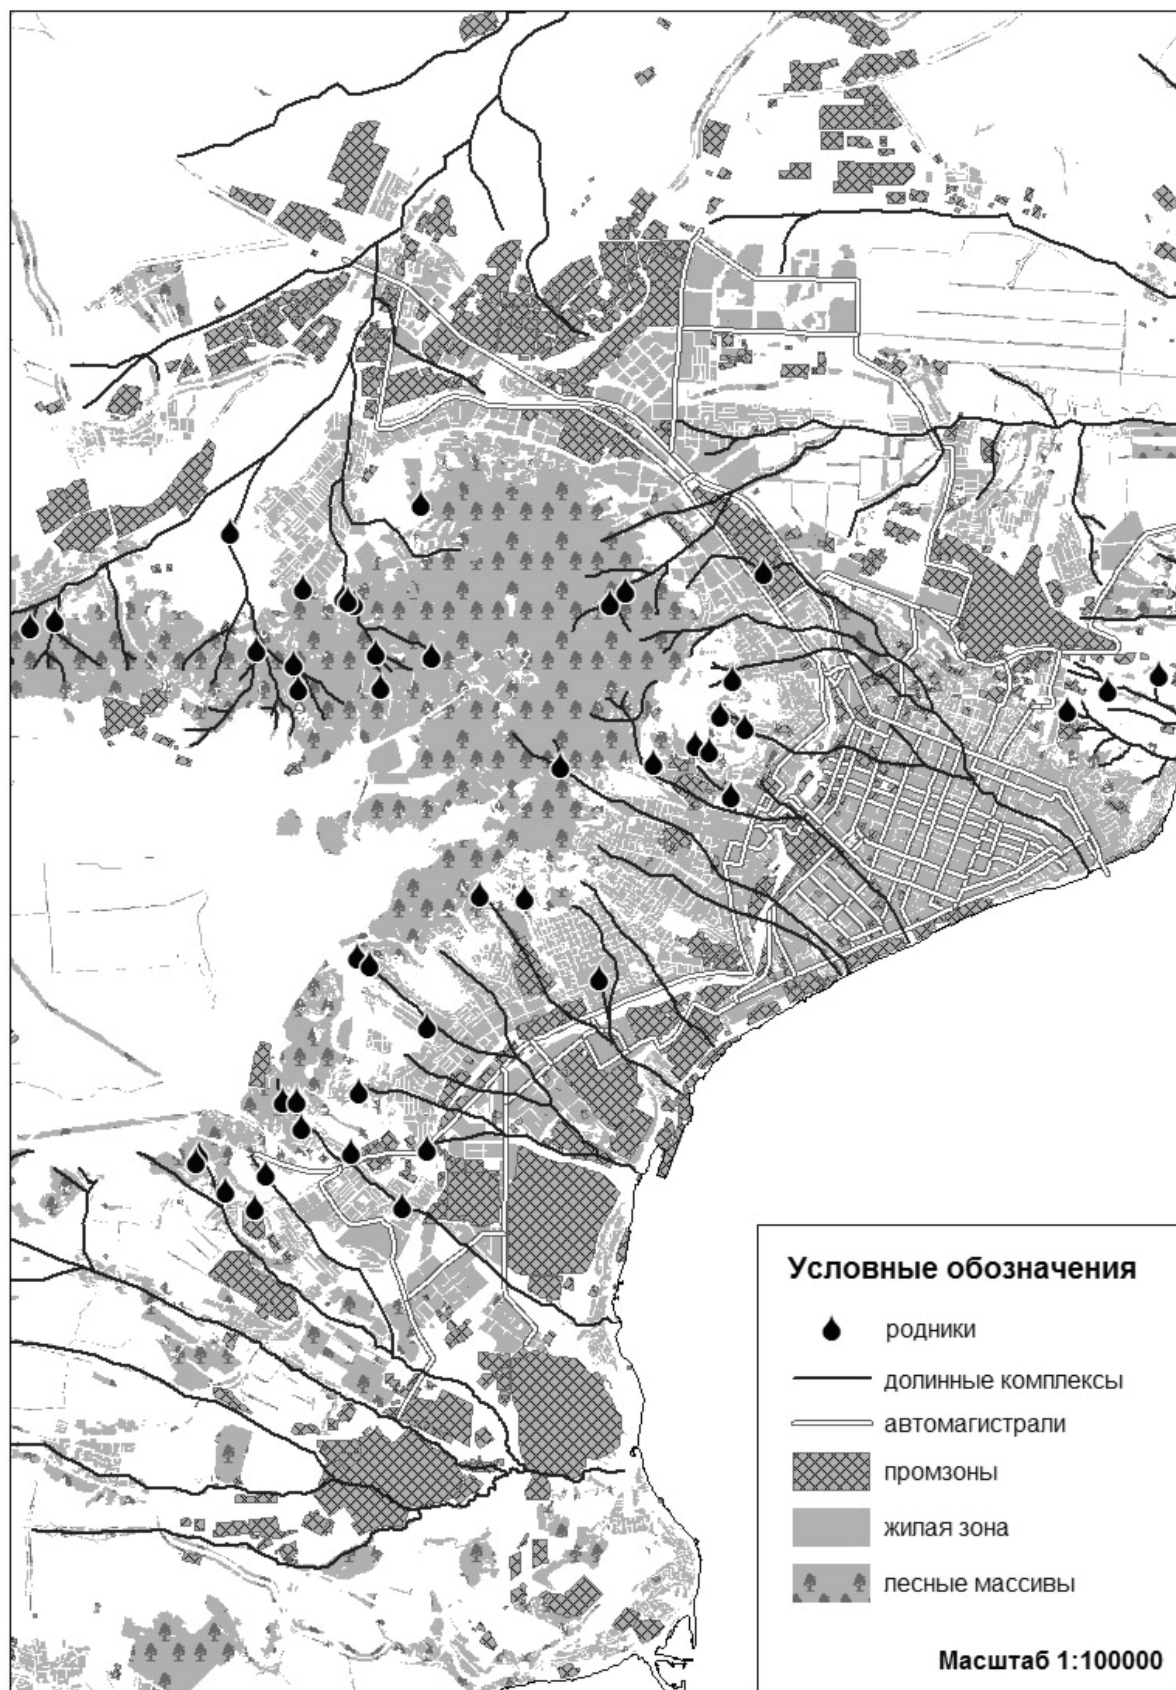 Условные обозначения
родники
долинные комплексы
автомагистрали
промзоны
жилая зона
лесные массивы
Масштаб 1:100000